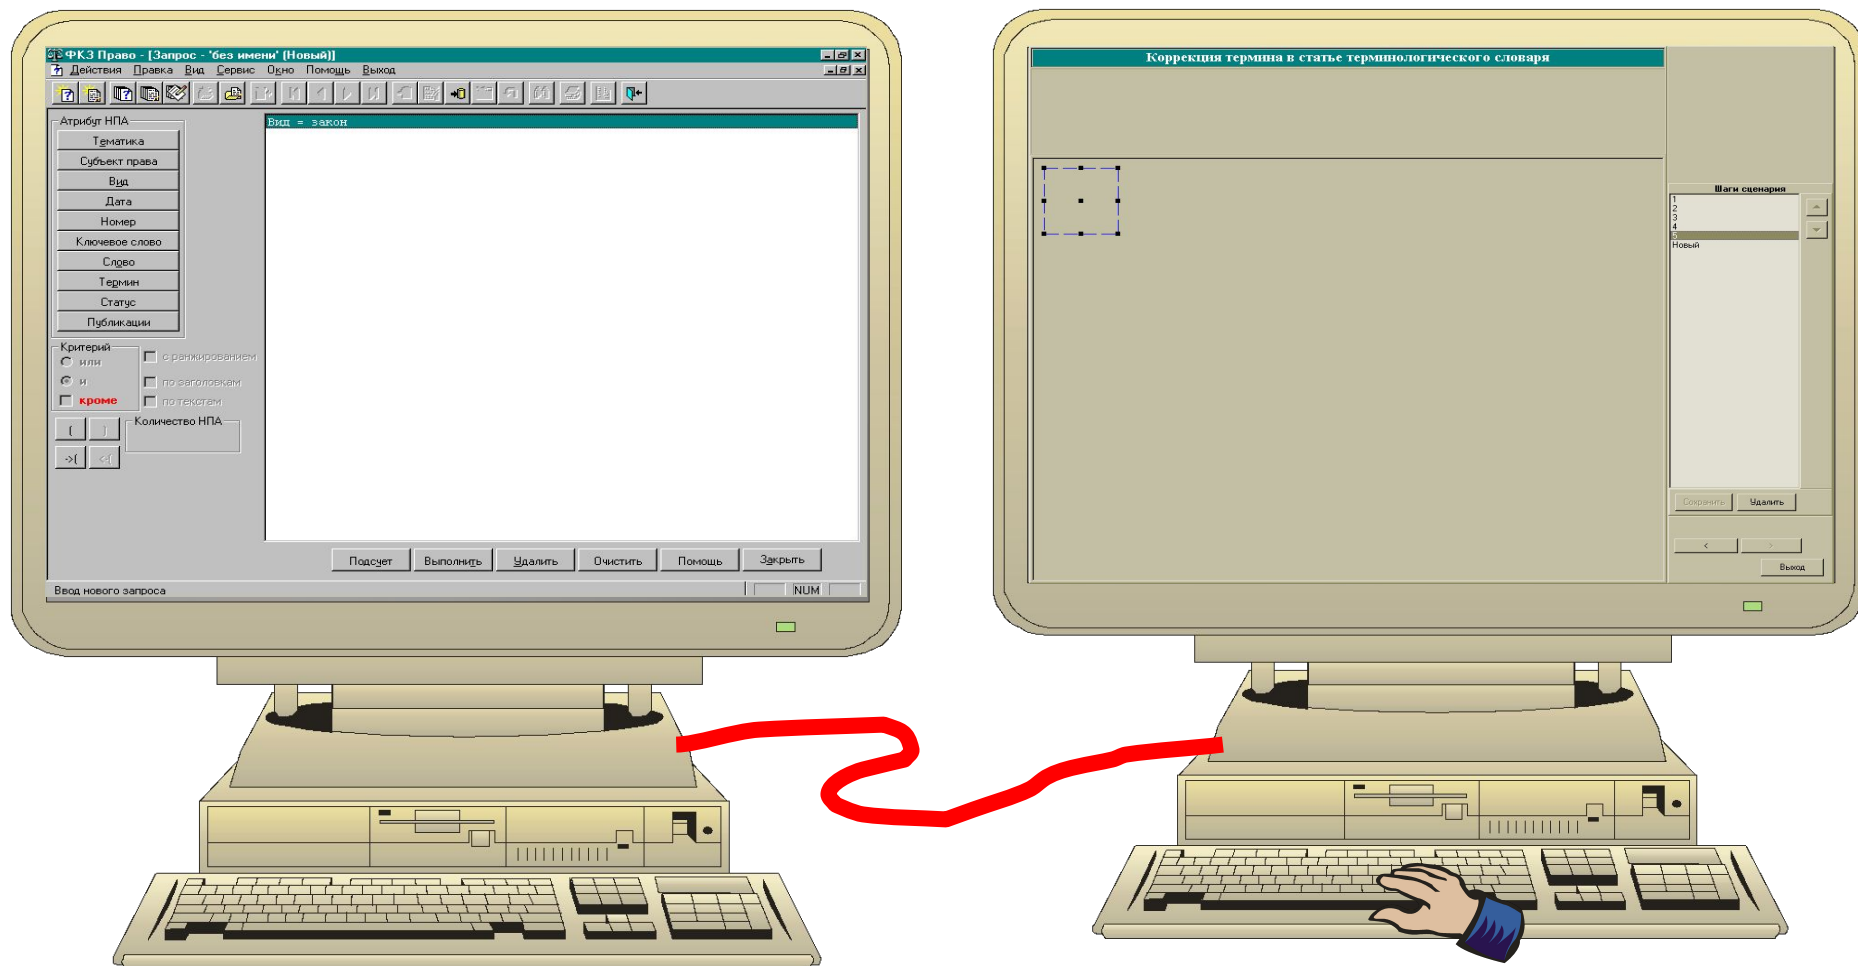 ФКЗ Право - [Запрос - 'без имени' (Новый)]
Действия Правка Вид Сервис Окно Помощь Выход
Атрибут НПА
Тематика
Субъект права
Вид
Дата
Номер
Ключевое слово
Слово
Термин
Статус
Публикации
Вид = закон
Критерий
или
и
кроме
с ранжированием
по заголовкам
по текстам
( )
->( <-(
Количество НПА
Подсчет Выполнить Удалить Очистить Помощь Закрыть
Ввод нового запроса NUM
Коррекция термина в статье терминологического словаря
Шаги сценария
1
2
3
4
5
Новый
Сохранить Удалить
< >
Выход